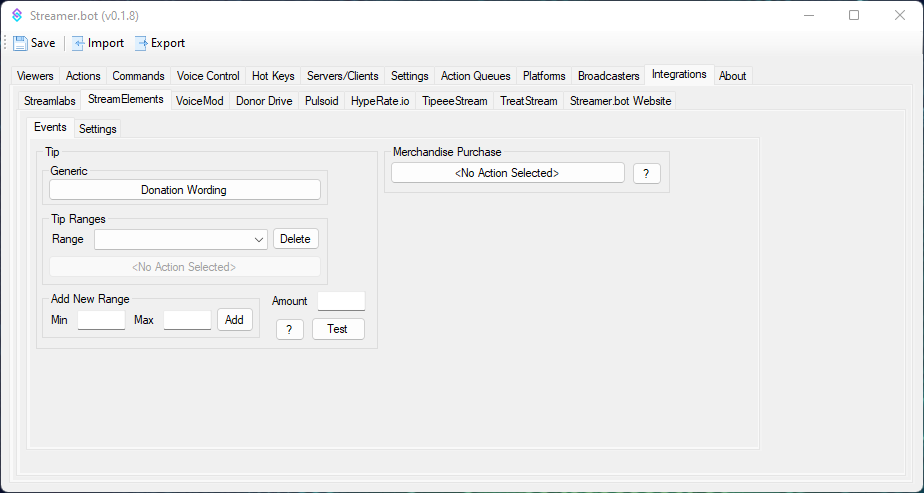 Streamer.bot (v0.1.8)
Save Import Export
Viewers Actions Commands Voice Control Hot Keys Servers/Clients Settings Action Queues Platforms Broadcasters Integrations About
Streamlabs StreamElements VoiceMod Donor Drive Pulsoid HypeRate.io TipeeeStream TreatStream Streamer.bot Website
Events Settings
Tip
Generic
Donation Wording
Tip Ranges
Range Delete
<No Action Selected>
Add New Range
Min Max Add
Amount
? Test
Merchandise Purchase
<No Action Selected> ?